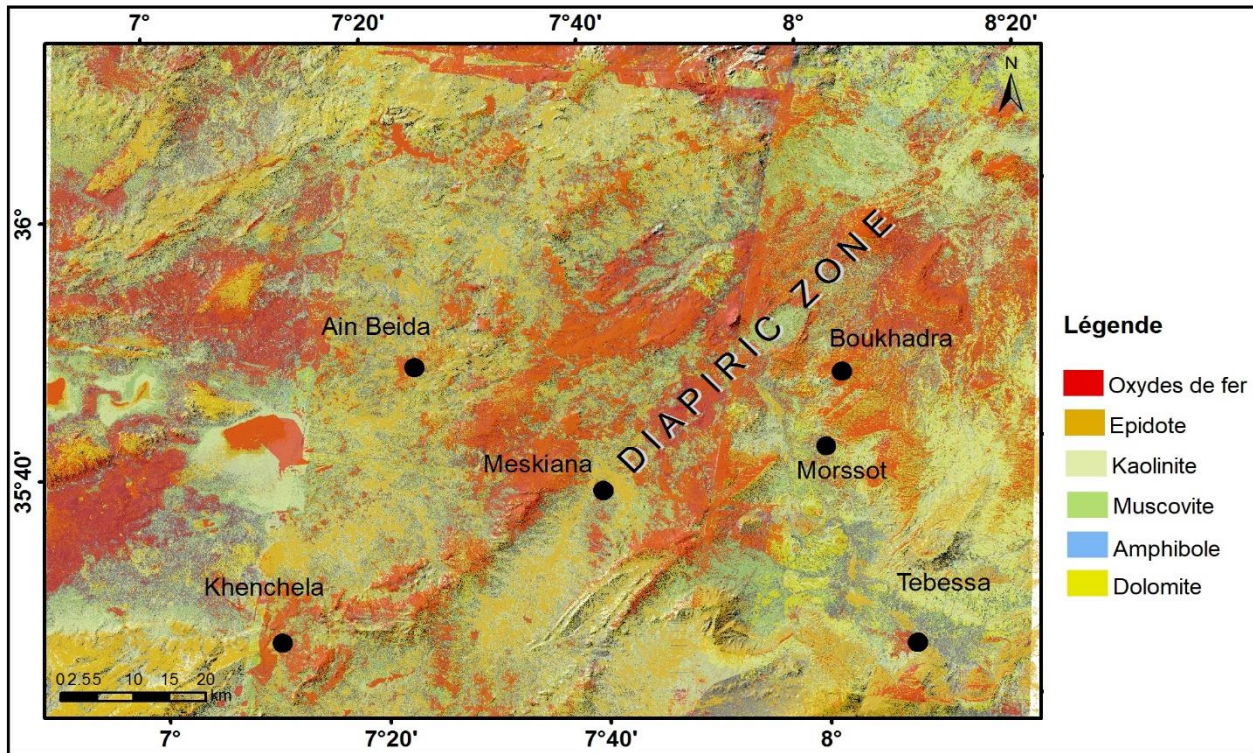 7° 7°20' 7°40' 8° 8°20'
N
36°
DIAPIRIC ZONE
Ain Beida
Boukhadra
Légende
Oxydes de fer
Epidote
Meskiana
Morssot
Kaolinite
35°40'
Muscovite
Amphibole
Khenchela
Tebessa
Dolomite
0 2.55 10 15 20
km
7° 7°20' 7°40' 8°